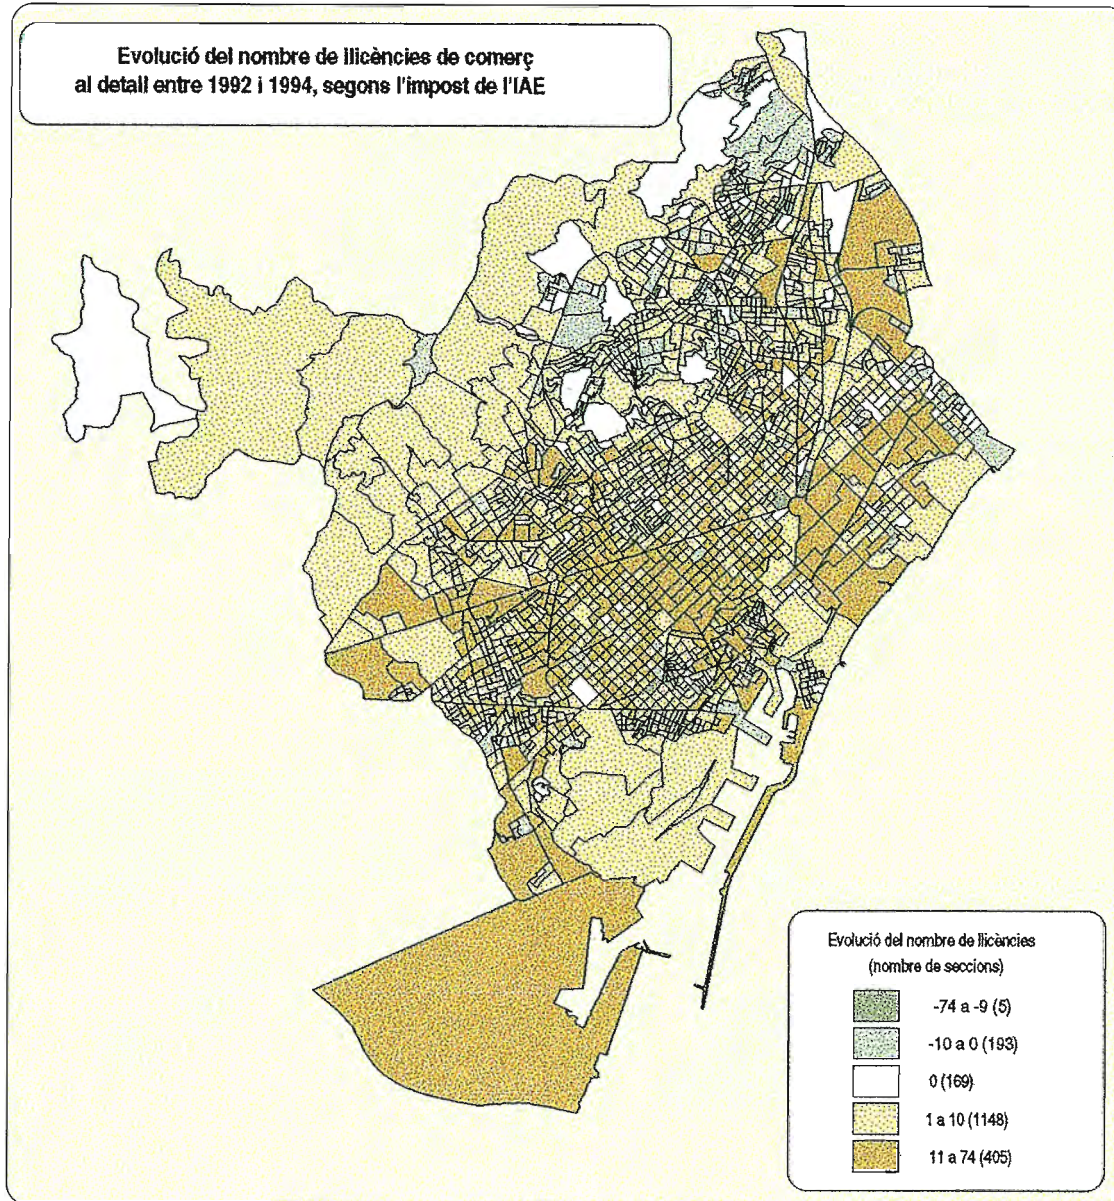 Evolució del nombre de llicències de comerç
al detall entre 1992 i 1994, segons l'impost de l'IAE
Evolució del nombre de llicències
(nombre de seccions)
-74 a -9 (5)
-10 a 0 (193)
0 (169)
1 a 10 (1148)
11 a 74 (405)